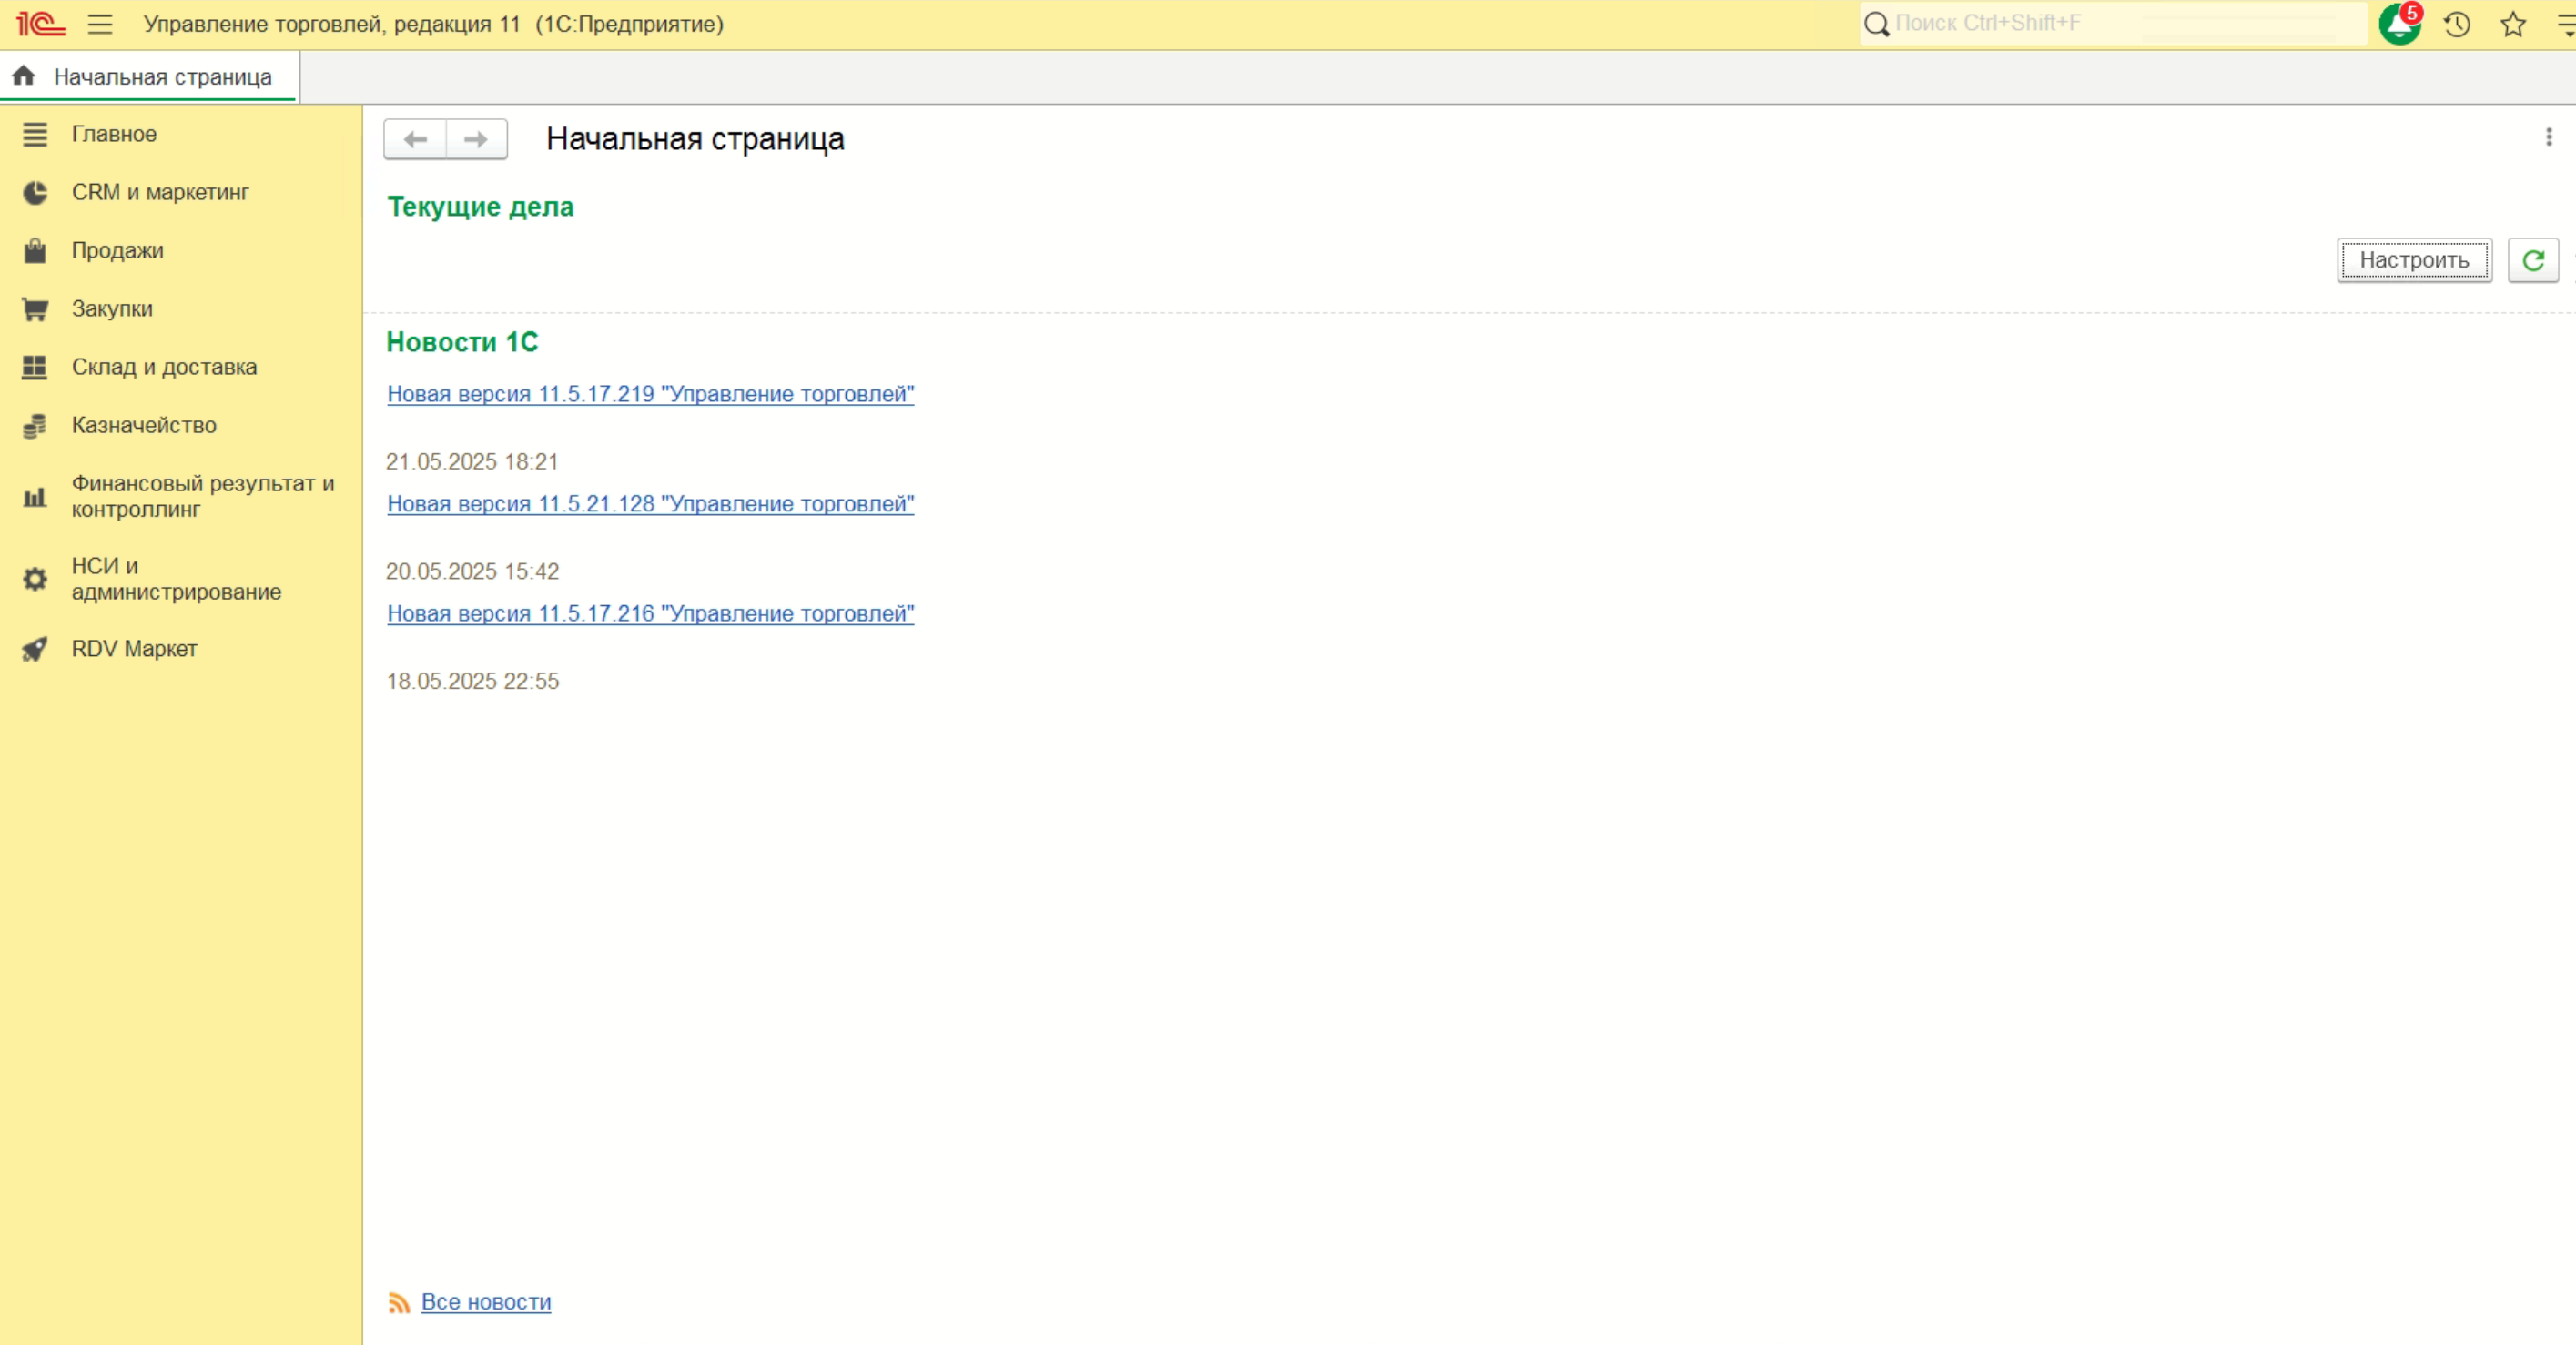 1С Управление торговлей, редакция 11 (1С:Предприятие)
Поиск Ctrl+Shift+F
5
Начальная страница
Главное
CRM и маркетинг
Продажи
Закупки
Склад и доставка
Казначейство
Финансовый результат и
контроллинг
НСИ и
администрирование
RDV Маркет
Начальная страница
Текущие дела
Настроить
Новости 1С
Новая версия 11.5.17.219 "Управление торговлей"
21.05.2025 18:21
Новая версия 11.5.21.128 "Управление торговлей"
20.05.2025 15:42
Новая версия 11.5.17.216 "Управление торговлей"
18.05.2025 22:55
Все новости